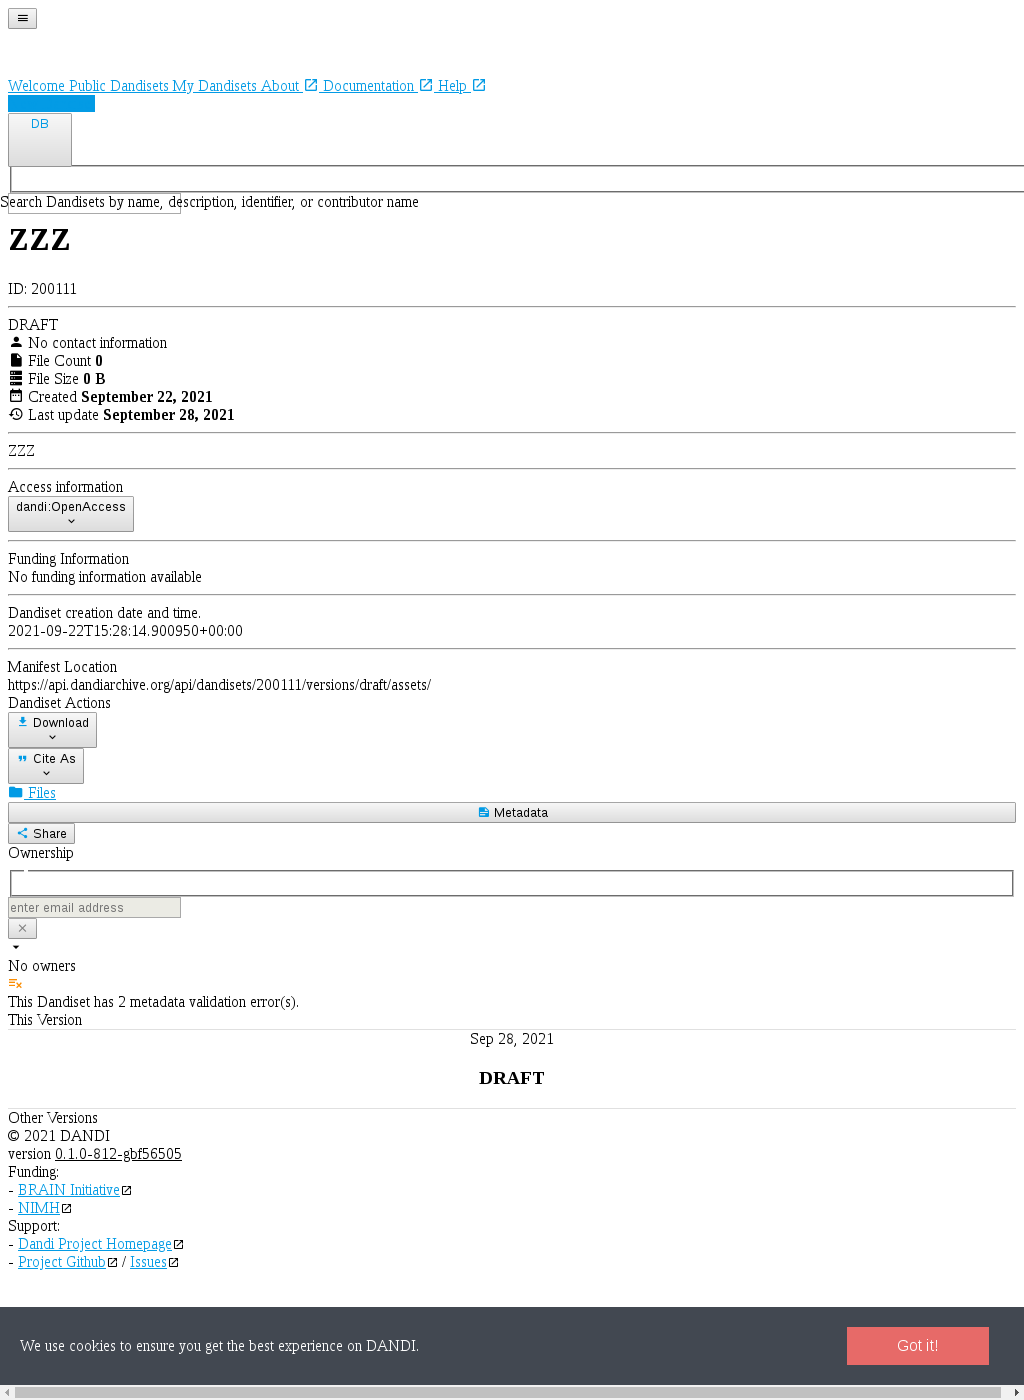 Welcome Public Dandisets My Dandisets About Documentation Help
DB
Search Dandisets by name, description, identifier, or contributor name
ZZZ
ID: 200111
DRAFT
No contact information
File Count 0
File Size 0 B
Created September 22, 2021
Last update September 28, 2021
ZZZ
Access information
dandi:OpenAccess
Funding Information
No funding information available
Dandiset creation date and time.
2021-09-22T15:28:14.900950+00:00
Manifest Location
https://api.dandiarchive.org/api/dandisets/200111/versions/draft/assets/
Dandiset Actions
Download
Cite As
Files
Metadata
Share
Ownership
enter email address
No owners
This Dandiset has 2 metadata validation error(s).
This Version
Sep 28, 2021
DRAFT
Other Versions
© 2021 DANDI
version 0.1.0-812-gbf56505
Funding:
- BRAIN Initiative
- NIMH
Support:
- Dandi Project Homepage
- Project Github / Issues
We use cookies to ensure you get the best experience on DANDI.
Got it!